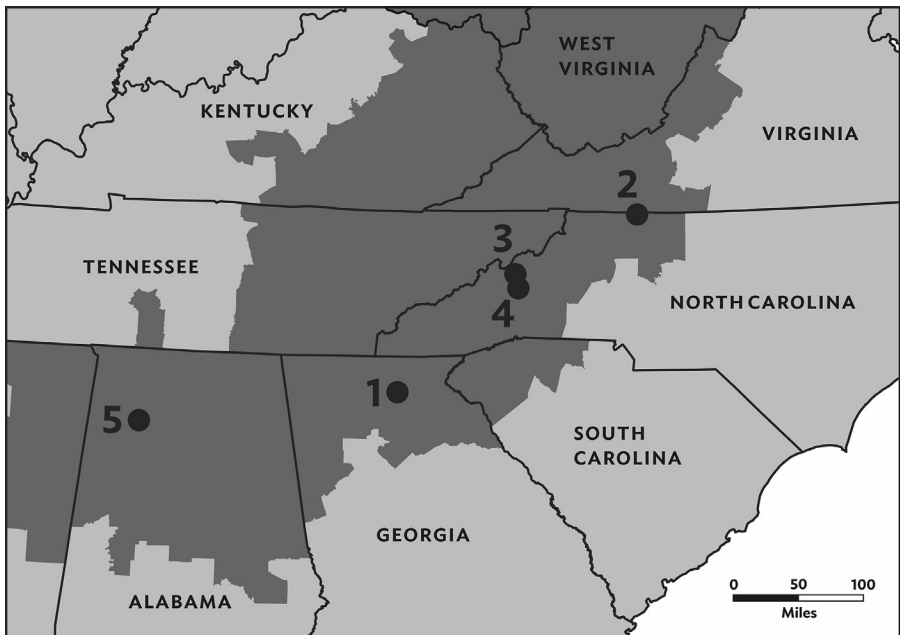 WEST
VIRGINIA
KENTUCKY
VIRGINIA
2
3
TENNESSEE
4
NORTH CAROLINA
1
5
SOUTH
CAROLINA
GEORGIA
0 50 100
Miles
ALABAMA